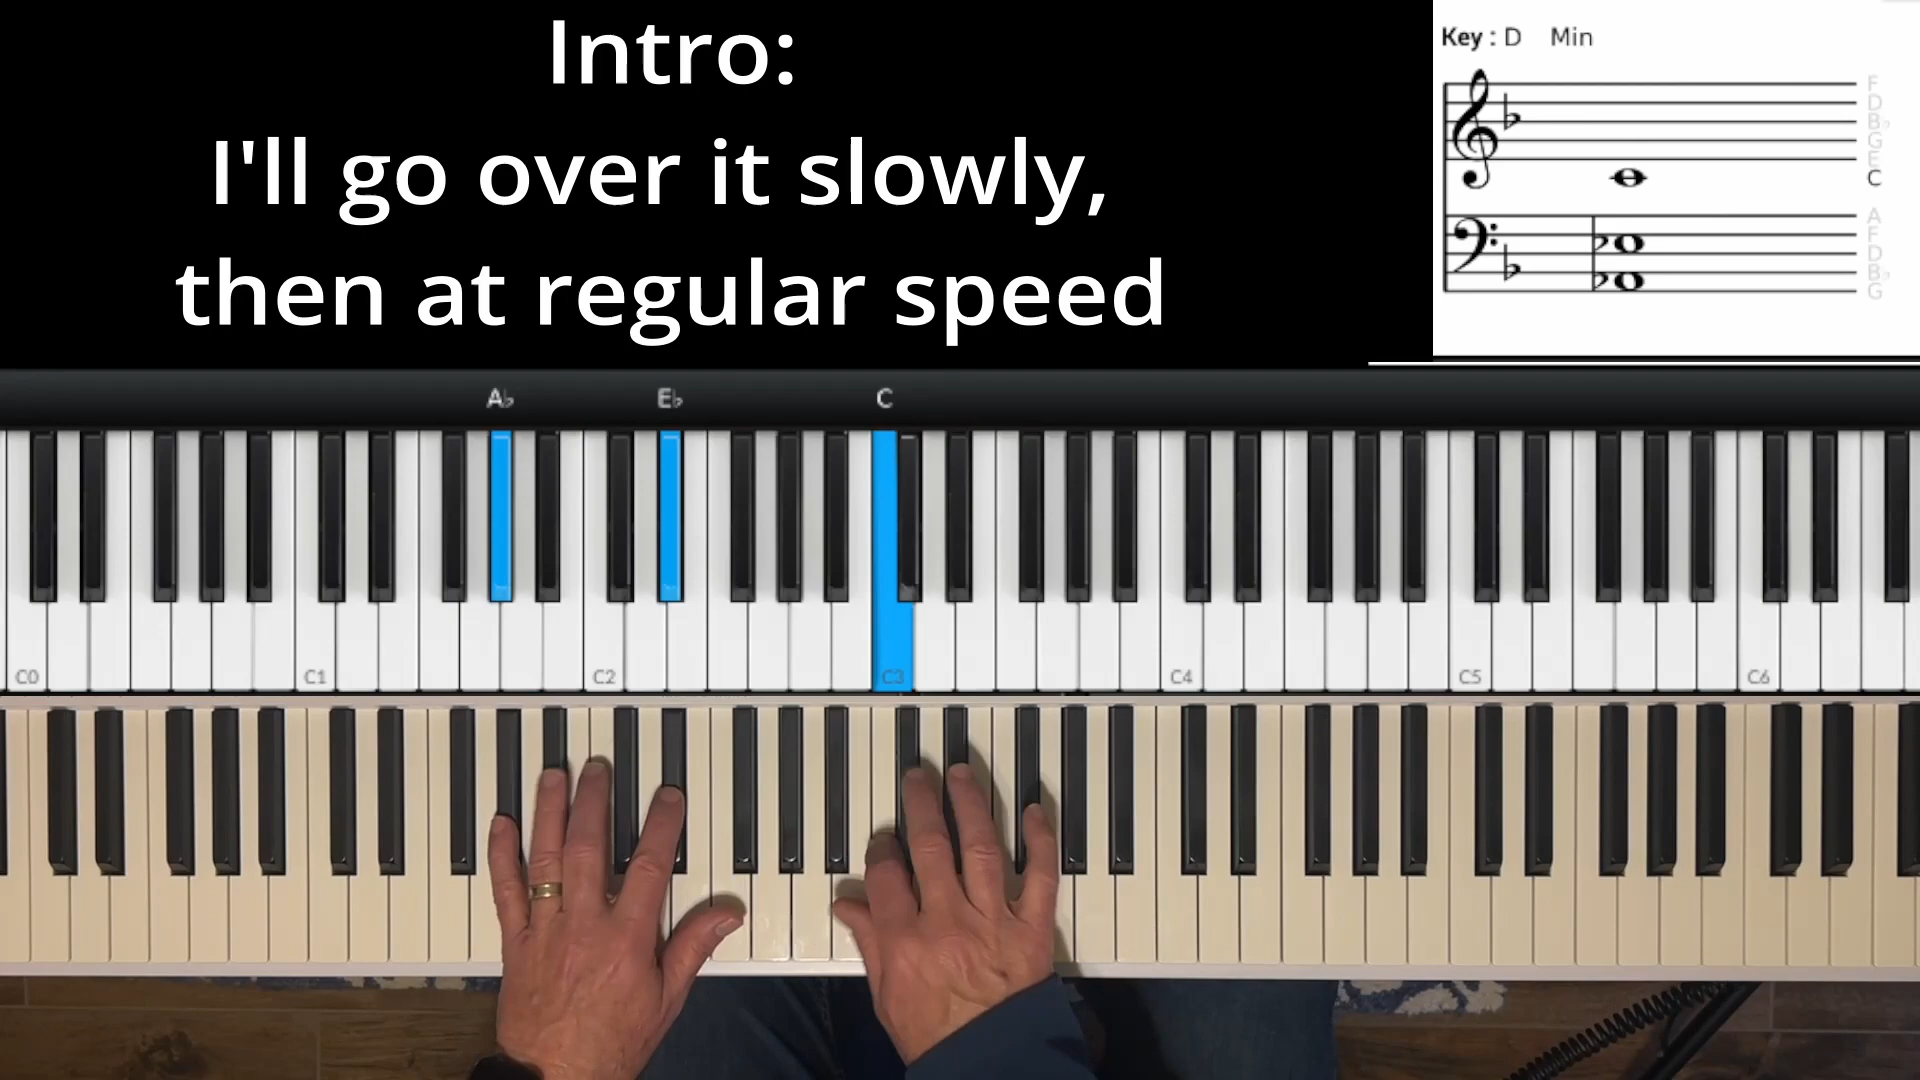 Intro:
I'll go over it slowly,
then at regular speed
Key : D Min
F
D
B♭
G
E
C
A
F
D
B♭
G
A♭ E♭ C
C0 C1 C2 C3 C4 C5 C6